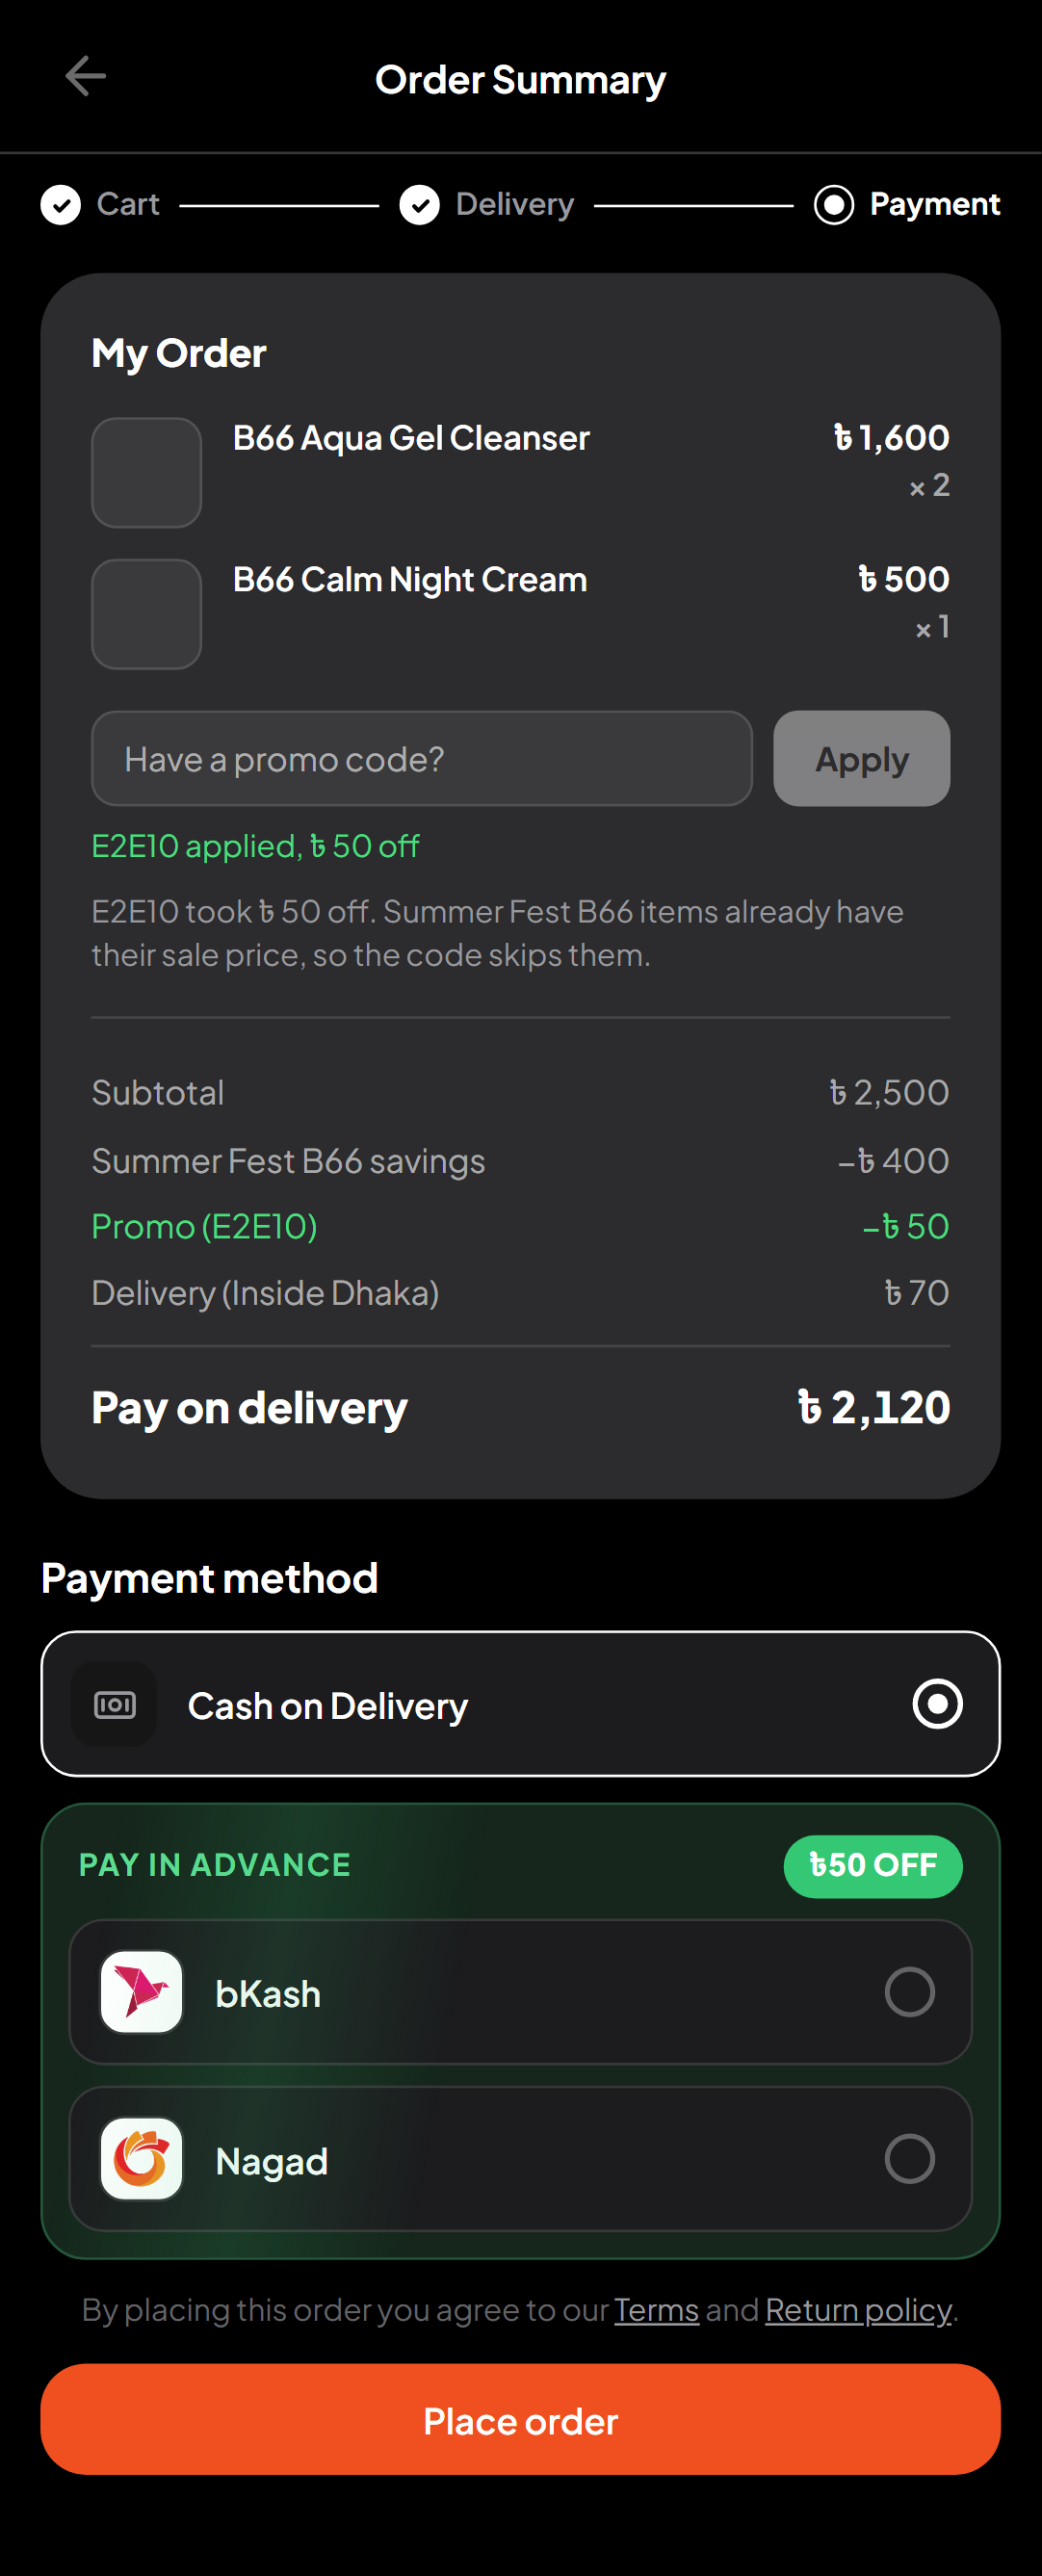 Order Summary
Cart
Delivery
Payment
My Order
B66 Aqua Gel Cleanser
৳ 1,600
× 2
B66 Calm Night Cream
৳ 500
× 1
Have a promo code?
Apply
E2E10 applied, ৳ 50 off
E2E10 took ৳ 50 off. Summer Fest B66 items already have
their sale price, so the code skips them.
Subtotal
৳ 2,500
Summer Fest B66 savings
−৳ 400
Promo (E2E10)
−৳ 50
Delivery (Inside Dhaka)
৳ 70
Pay on delivery
৳ 2,120
Payment method
Cash on Delivery
PAY IN ADVANCE
৳50 OFF
bKash
Nagad
By placing this order you agree to our Terms and Return policy.
Place order